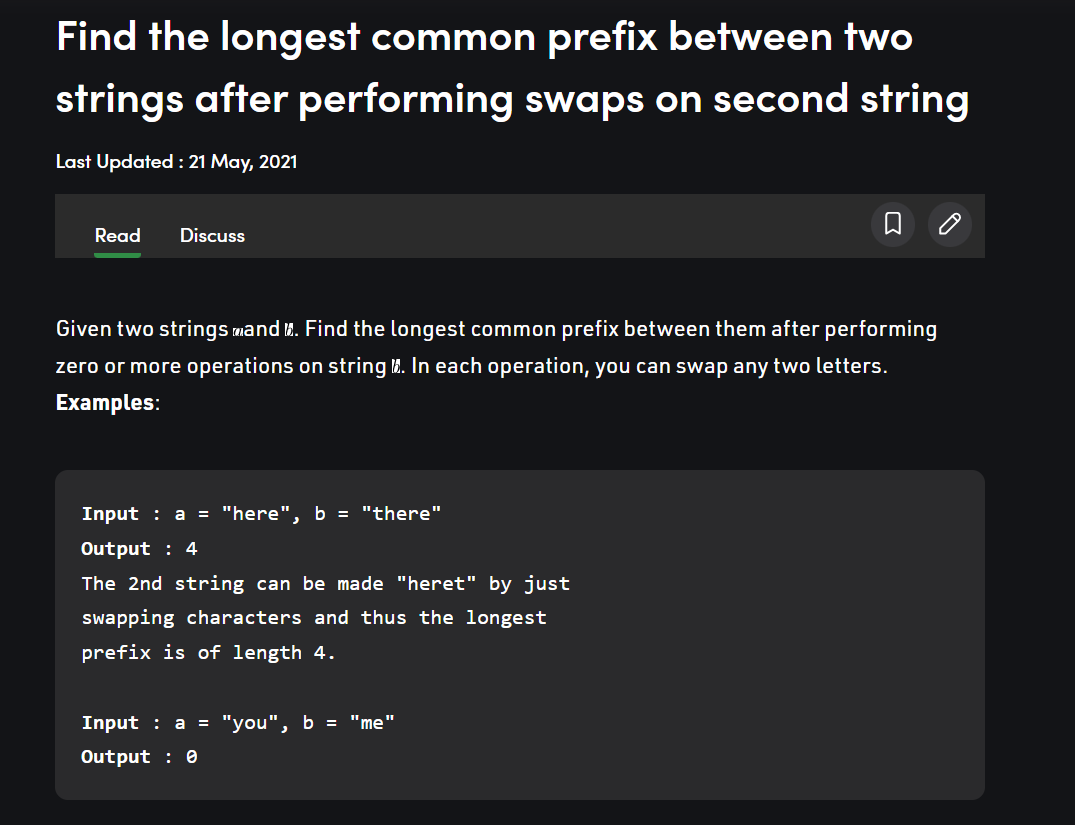 Find the longest common prefix between two
strings after performing swaps on second string
Last Updated : 21 May, 2021
Read Discuss
Given two strings and . Find the longest common prefix between them after performing
zero or more operations on string . In each operation, you can swap any two letters.
Examples:
Input : a = "here", b = "there"
Output : 4
The 2nd string can be made "heret" by just
swapping characters and thus the longest
prefix is of length 4.
Input : a = "you", b = "me"
Output : 0